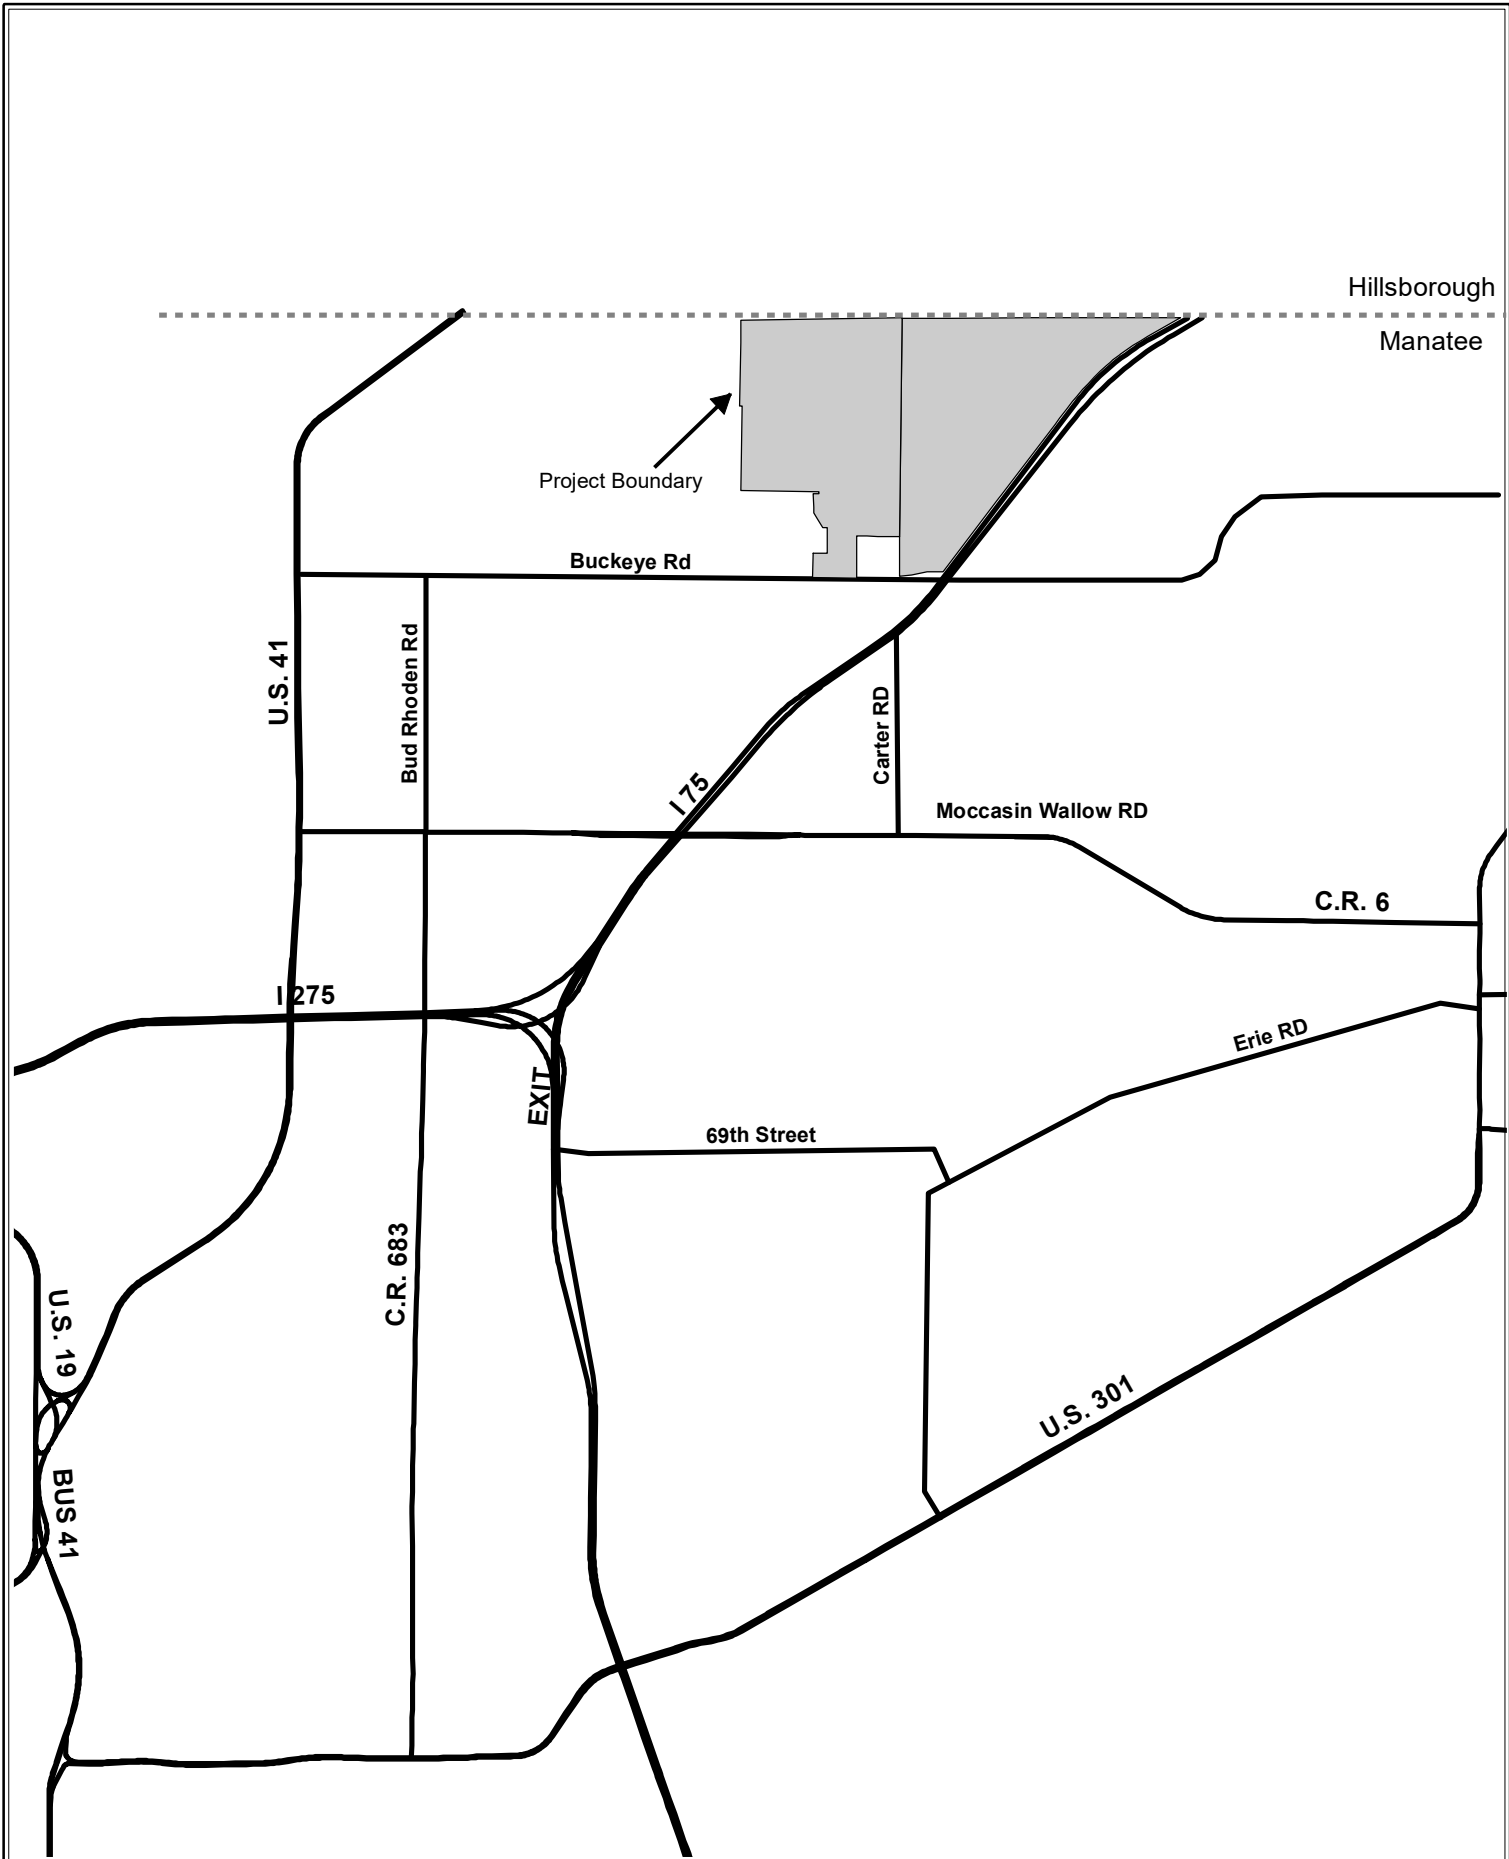 Hillsborough
Manatee
Project Boundary
Buckeye Rd
U.S. 41
Bud Rhoden Rd
Carter RD
I 75
Moccasin Wallow RD
C.R. 6
I 275
Erie RD
EXIT
69th Street
C.R. 683
U.S. 19
U.S. 301
BUS 41